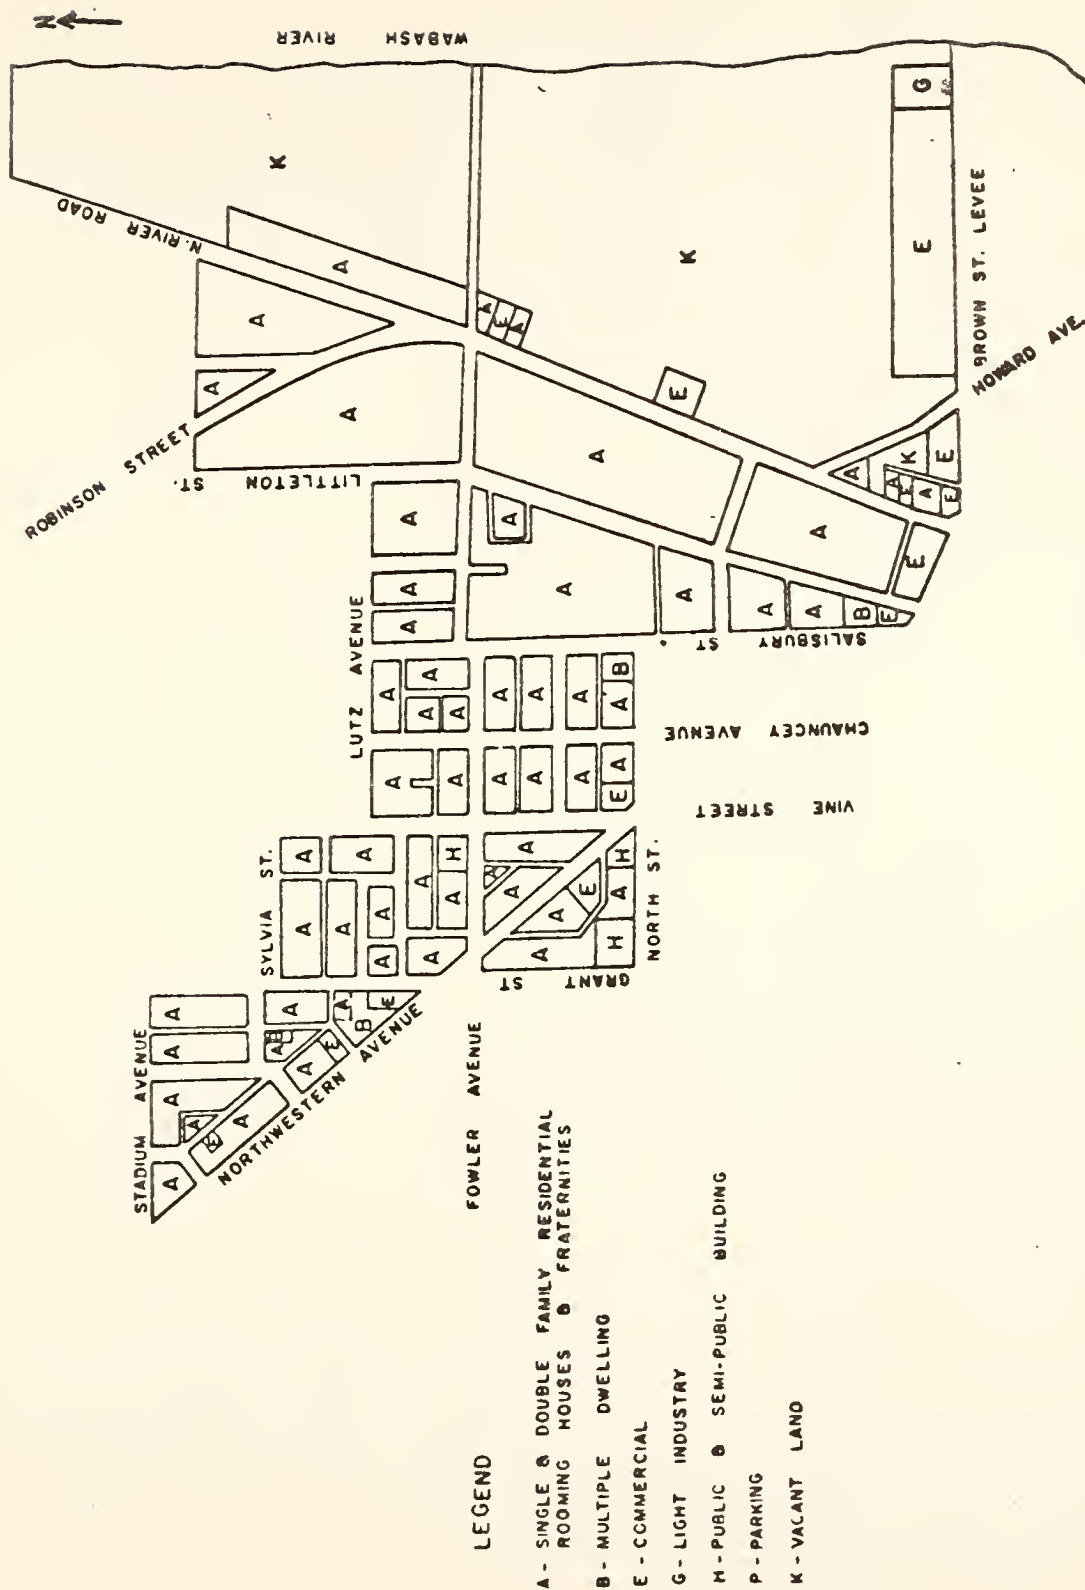 N
WABASH RIVER
N. RIVER ROAD
K
G
A
A
E
BROWN ST. LEVEE
HOWARD AVE.
A
E
A
K
E
A
ROBINSON STREET
A
A
A
K
E
A
E
A
E
LITTLETON ST.
A
A
A
A
E
LUTZ AVENUE
A
A
A
A
A
A
B
E
SALISBURY ST.
A
A
A
A
A
A
A
B
A
CHAUNCEY AVENUE
A
A
A
A
A
A
E
VINE STREET
SYLVIA ST.
A
A
A
H
A
H
A
A
A
A
A
A
E
A
A
A
A
H
NORTH ST.
GRANT ST
STADIUM AVENUE
A
A
A
E
B
A
A
B
A
E
A
A
A
E
A
NORTHWESTERN AVENUE
FOWLER AVENUE
LEGEND
A - SINGLE & DOUBLE FAMILY RESIDENTIAL
ROOMING HOUSES & FRATERNITIES
B - MULTIPLE DWELLING
E - COMMERCIAL
G - LIGHT INDUSTRY
H - PUBLIC & SEMI-PUBLIC BUILDING
P - PARKING
K - VACANT LAND